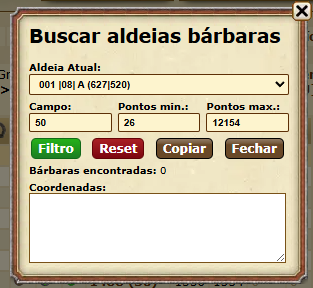 Buscar aldeias bárbaras
Aldeia Atual:
001 |08| A (627|520)
Campo: Pontos min.: Pontos max.:
50 26 12154
Filtro Reset Copiar Fechar
Bárbaras encontradas: 0
Coordenadas: